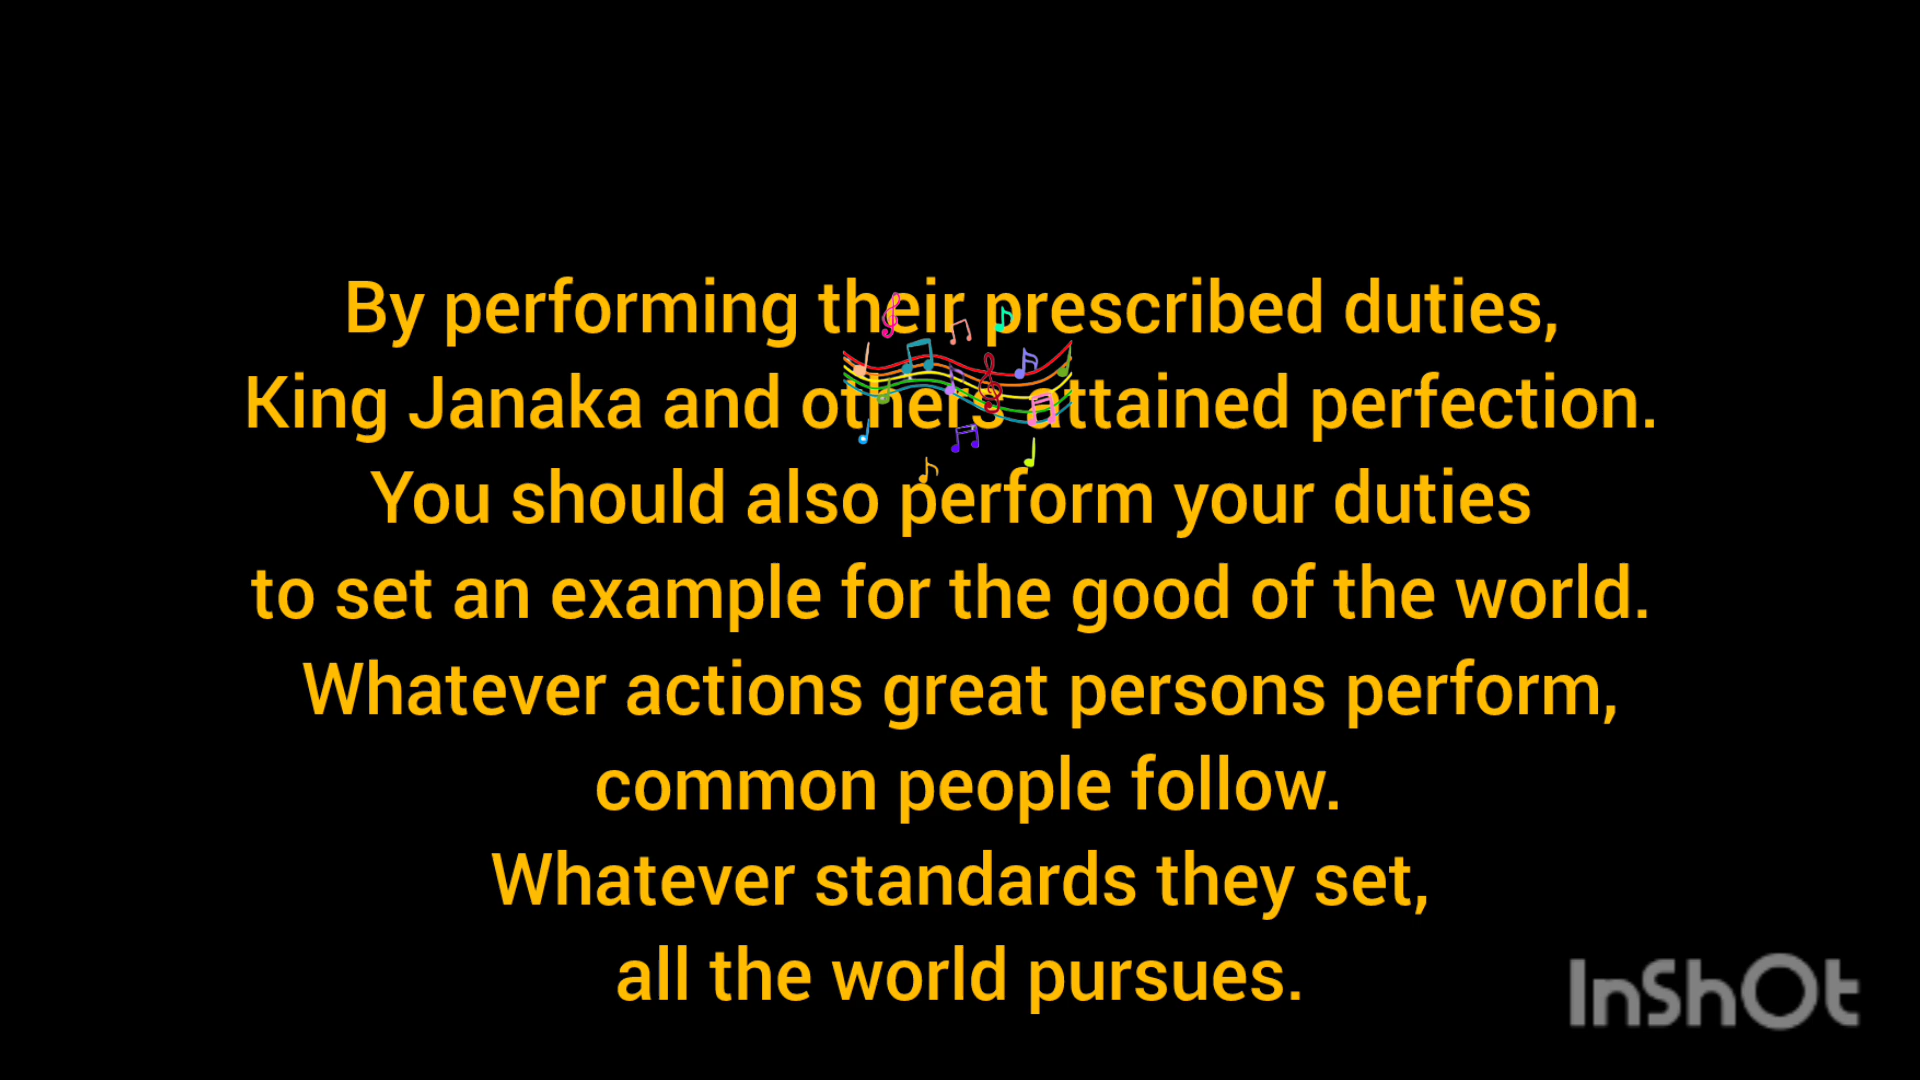 By performing their prescribed duties,
King Janaka and others attained perfection.
You should also perform your duties
to set an example for the good of the world.
Whatever actions great persons perform,
common people follow.
Whatever standards they set,
all the world pursues.
InShOt